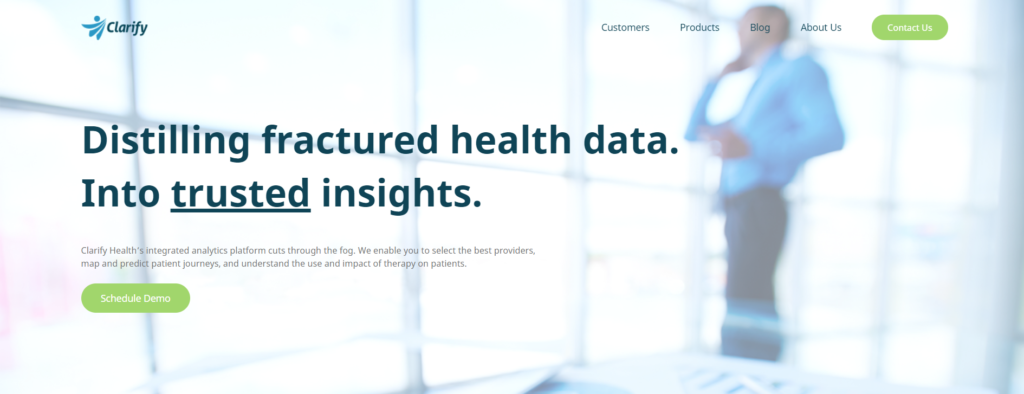 Clarify
Customers Products Blog About Us Contact Us
Distilling fractured health data.
Into trusted insights.
Clarify Health's integrated analytics platform cuts through the fog. We enable you to select the best providers,
map and predict patient journeys, and understand the use and impact of therapy on patients.
Schedule Demo